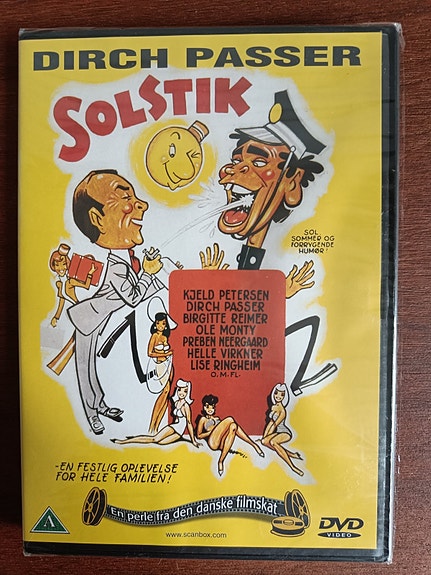 DIRCH PASSER
SOLSTIK
SOL
SOMMER OG
FORRYGENDE
HUMØR!
KJELD PETERSEN
DIRCH PASSER
BIRGITTE REIMER
OLE MONTY
PREBEN NEERGAARD
HELLE VIRKNER
LISE RINGHEIM
O.M.FL.
-EN FESTLIG OPLEVELSE
FOR HELE FAMILIEN!
En perle fra den danske filmskat
www.scanbox.com
A
DVD
VIDEO